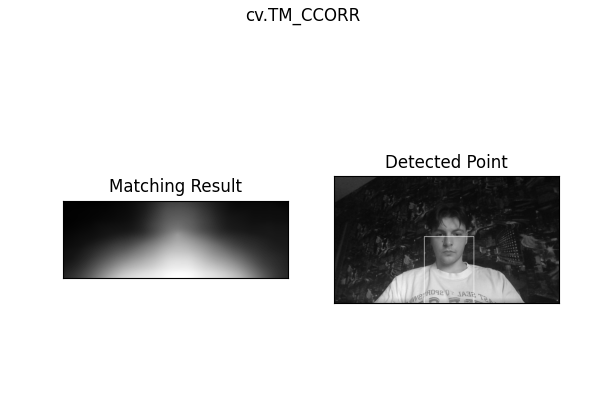 cv.TM_CCORR
Matching Result
Detected Point